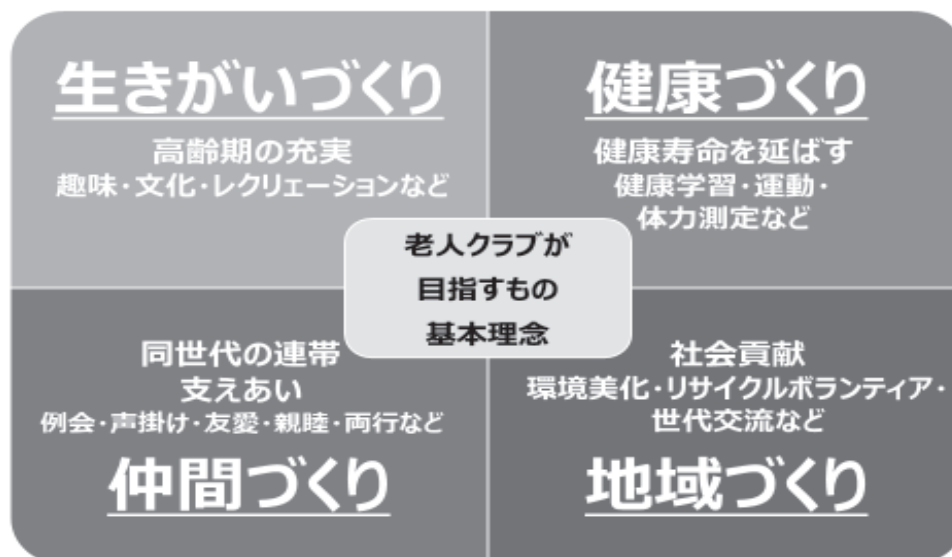 生きがいづくり
高齢期の充実
趣味・文化・レクリェーションなど
健康づくり
健康寿命を延ばす
健康学習・運動・
体力測定など
老人クラブが
目指すもの
基本理念
同世代の連帯
支えあい
例会・声掛け・友愛・親睦・両行など
仲間づくり
社会貢献
環境美化・リサイクルボランティア・
世代交流など
地域づくり